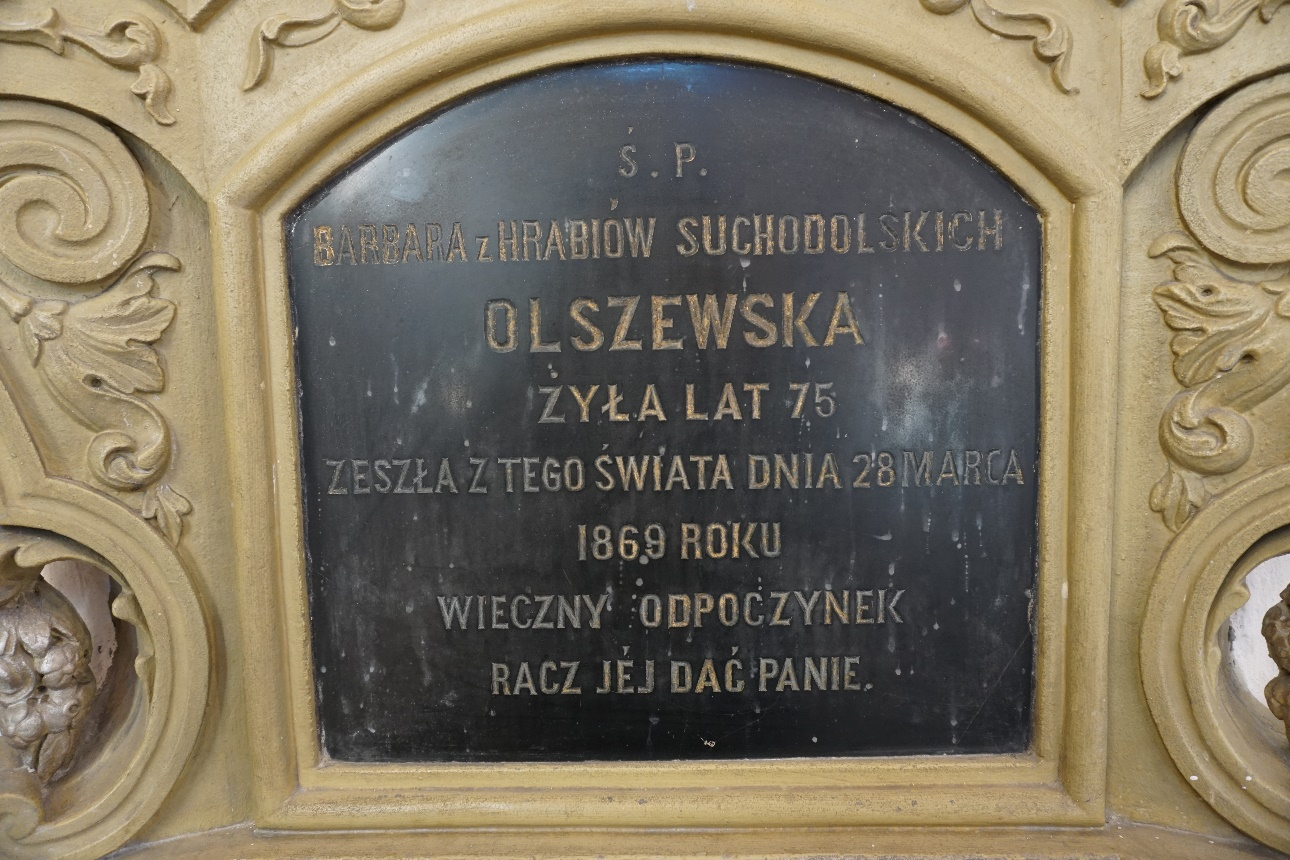 Ś. P.
BARBARA z HRABIÓW SUCHODOLSKICH
OLSZEWSKA
ŻYŁA LAT 75
ZESZŁA Z TEGO ŚWIATA DNIA 28 MARCA
1869 ROKU
WIECZNY ODPOCZYNEK
RACZ JÉJ DAĆ PANIE.